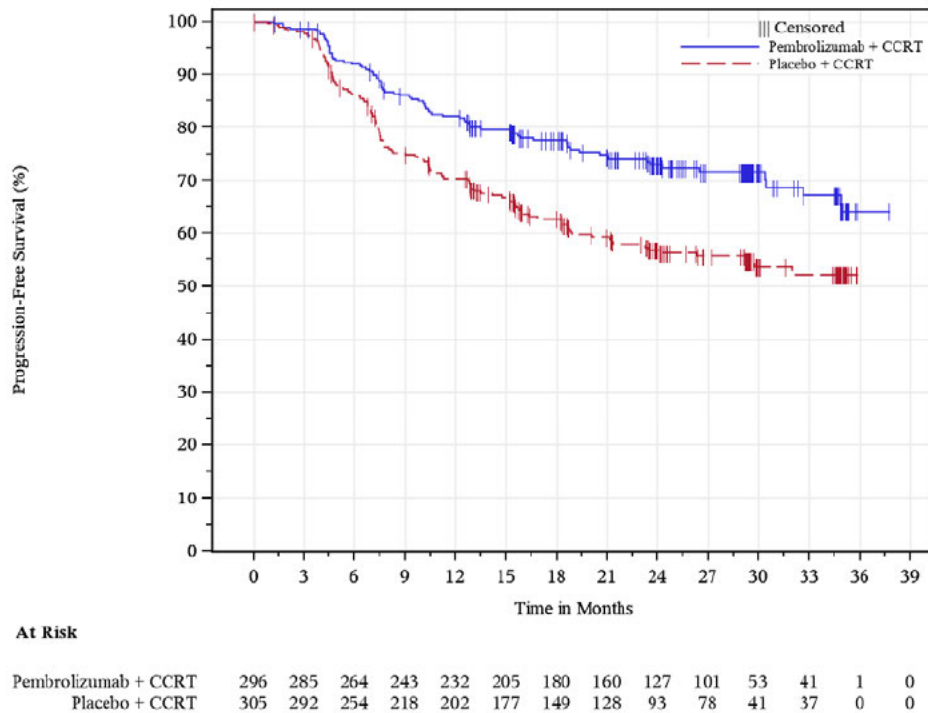 ||| Censored
Pembrolizumab + CCRT
Placebo + CCRT
Progression-Free Survival (%)
100
90
80
70
60
50
40
30
20
10
0
0 3 6 9 12 15 18 21 24 27 30 33 36 39
Time in Months
At Risk
Pembrolizumab + CCRT 296 285 264 243 232 205 180 160 127 101 53 41 1 0
Placebo + CCRT 305 292 254 218 202 177 149 128 93 78 41 37 0 0